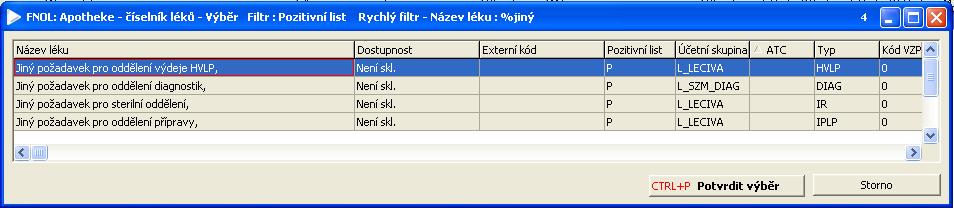 FNOL: Apotheke - číselník léků - Výběr Filtr : Pozitivní list Rychlý filtr - Název léku : %jiný 4
Název léku Dostupnost Externí kód Pozitivní list Účetní skupina ATC Typ Kód VZP
Jiný požadavek pro oddělení výdeje HVLP, Není skl. P L_LECIVA HVLP 0
Jiný požadavek pro oddělení diagnostik, Není skl. P L_SZM_DIAG DIAG 0
Jiný požadavek pro sterilní oddělení, Není skl. P L_LECIVA IR 0
Jiný požadavek pro oddělení přípravy, Není skl. P L_LECIVA IPLP 0
CTRL+P Potvrdit výběr Storno